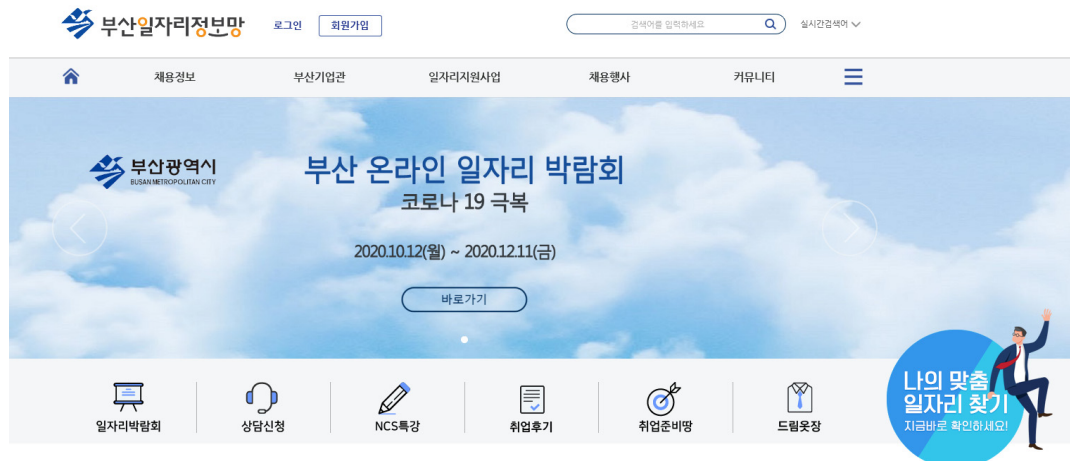 부산일자리정보망
로그인
회원가입
검색어를 입력하세요
실시간검색어
채용정보
부산기업관
일자리지원사업
채용행사
커뮤니티
부산광역시
BUSAN METROPOLITAN CITY
부산 온라인 일자리 박람회
코로나 19 극복
2020.10.12(월) ~ 2020.12.11(금)
바로가기
일자리박람회
상담신청
NCS특강
취업후기
취업준비땅
드림옷장
나의 맞춤
일자리 찾기
지금바로 확인하세요!